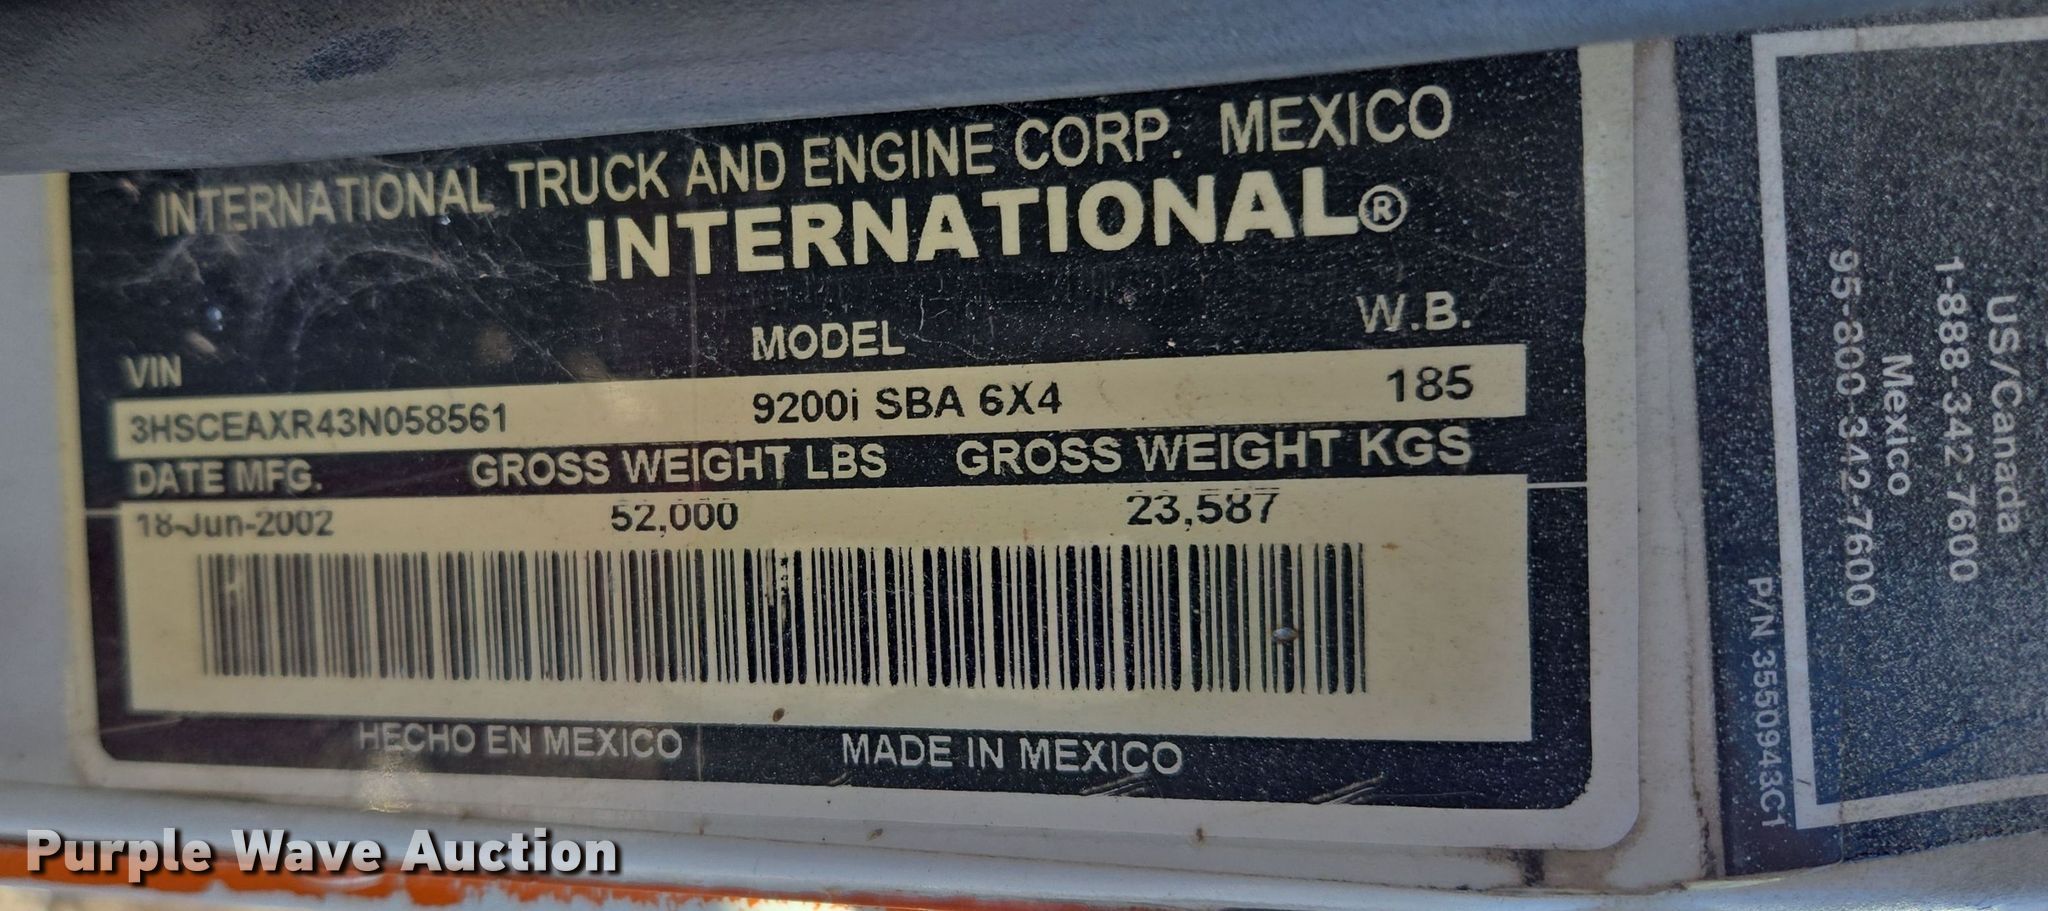 INTERNATIONAL TRUCK AND ENGINE CORP. MEXICO
INTERNATIONAL®
VIN MODEL W.B.
3HSCEAXR43N058561 9200i SBA 6X4 185
DATE MFG. GROSS WEIGHT LBS GROSS WEIGHT KGS
18-Jun-2002 52,000 23,587
HECHO EN MEXICO MADE IN MEXICO
US/Canada
1-888-342-7600
Mexico
95-800-342-7600
P/N 3550943C1
Purple Wave Auction